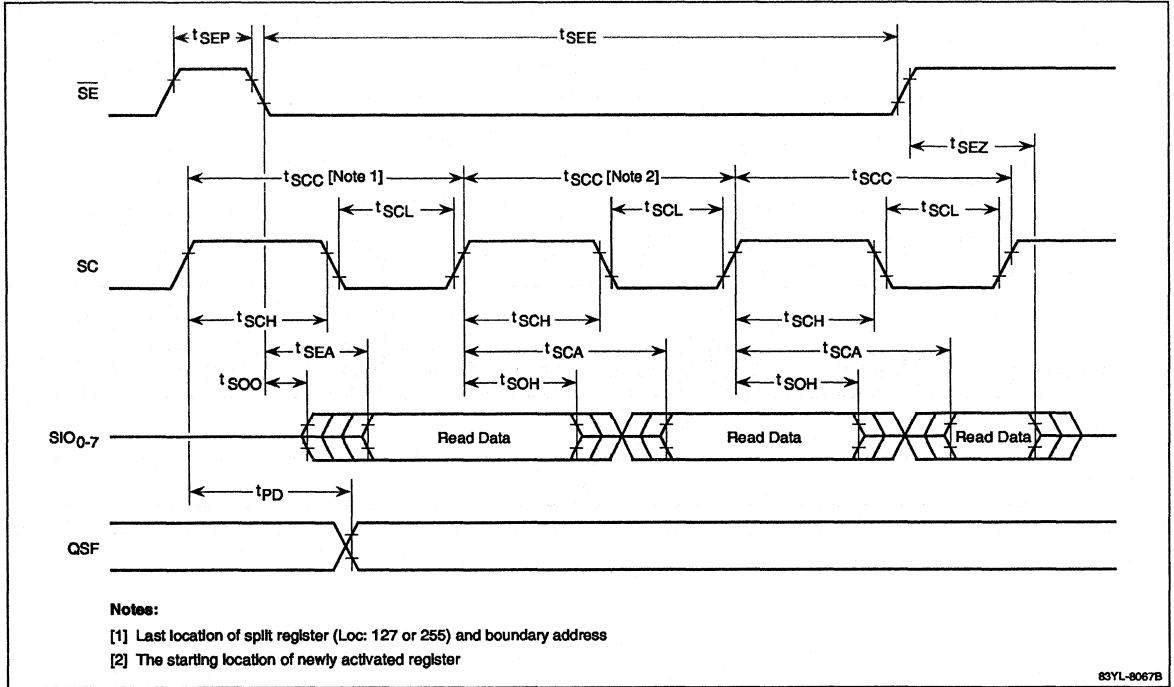 tSEP
tSEE
SE
tSEZ
tSCC [Note 1]
tSCC [Note 2]
tSCC
tSCL
tSCL
tSCL
SC
tSCH
tSCH
tSCH
tSEA
tSCA
tSCA
tSOO
tSOH
tSOH
SIO0-7
Read Data
Read Data
Read Data
tPD
QSF
Notes:
[1] Last location of split register (Loc: 127 or 255) and boundary address
[2] The starting location of newly activated register
83YL-8067B